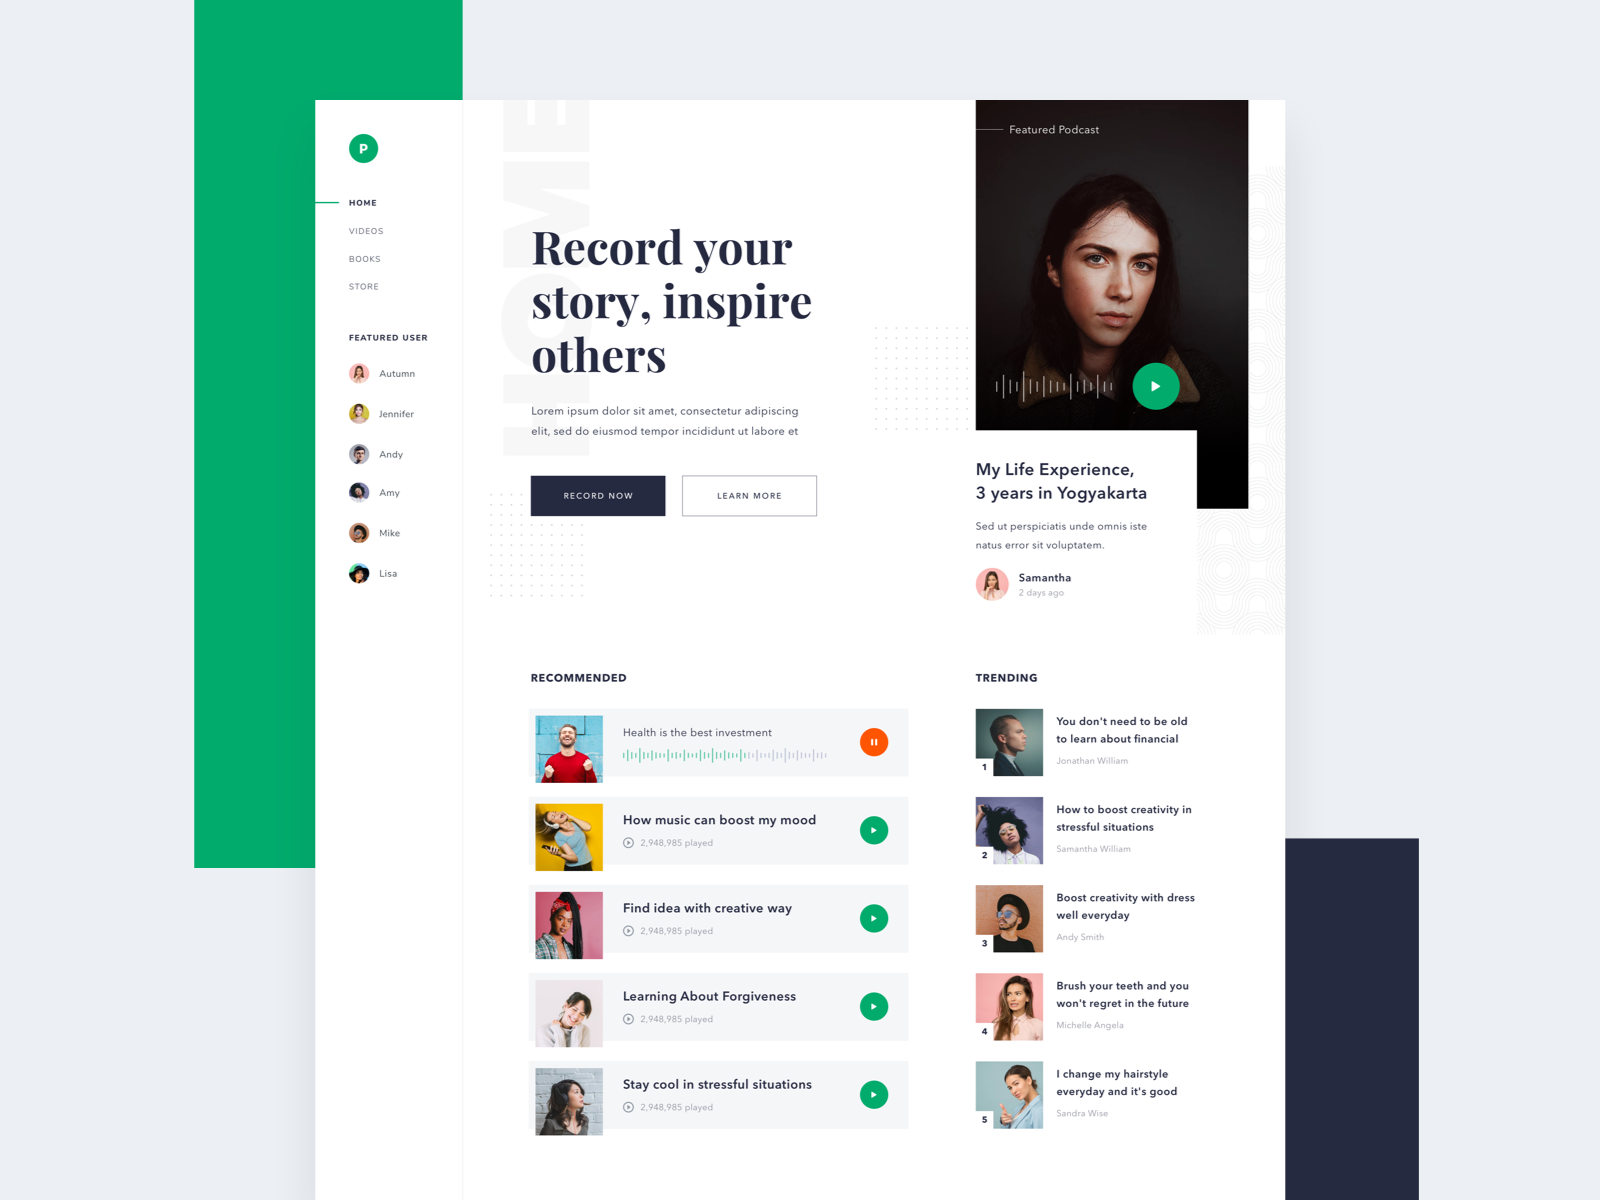 P
HOME
VIDEOS
BOOKS
STORE
FEATURED USER
Autumn
Jennifer
Andy
Amy
Mike
Lisa
HOME
Record your
story, inspire
others
Lorem ipsum dolor sit amet, consectetur adipiscing
elit, sed do eiusmod tempor incididunt ut labore et
RECORD NOW
LEARN MORE
Featured Podcast
My Life Experience,
3 years in Yogyakarta
Sed ut perspiciatis unde omnis iste
natus error sit voluptatem.
Samantha
2 days ago
RECOMMENDED
Health is the best investment
How music can boost my mood
2,948,985 played
Find idea with creative way
2,948,985 played
Learning About Forgiveness
2,948,985 played
Stay cool in stressful situations
2,948,985 played
TRENDING
1
You don't need to be old
to learn about financial
Jonathan William
2
How to boost creativity in
stressful situations
Samantha William
3
Boost creativity with dress
well everyday
Andy Smith
4
Brush your teeth and you
won't regret in the future
Michelle Angela
5
I change my hairstyle
everyday and it's good
Sandra Wise